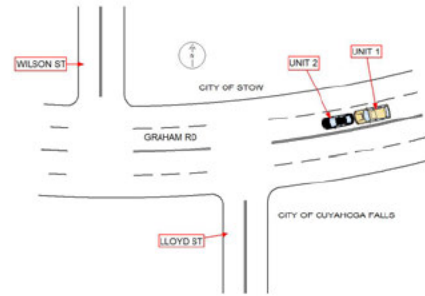 WILSON ST
N
CITY OF STOW
UNIT 2
UNIT 1
GRAHAM RD
CITY OF CUYAHOGA FALLS
LLOYD ST